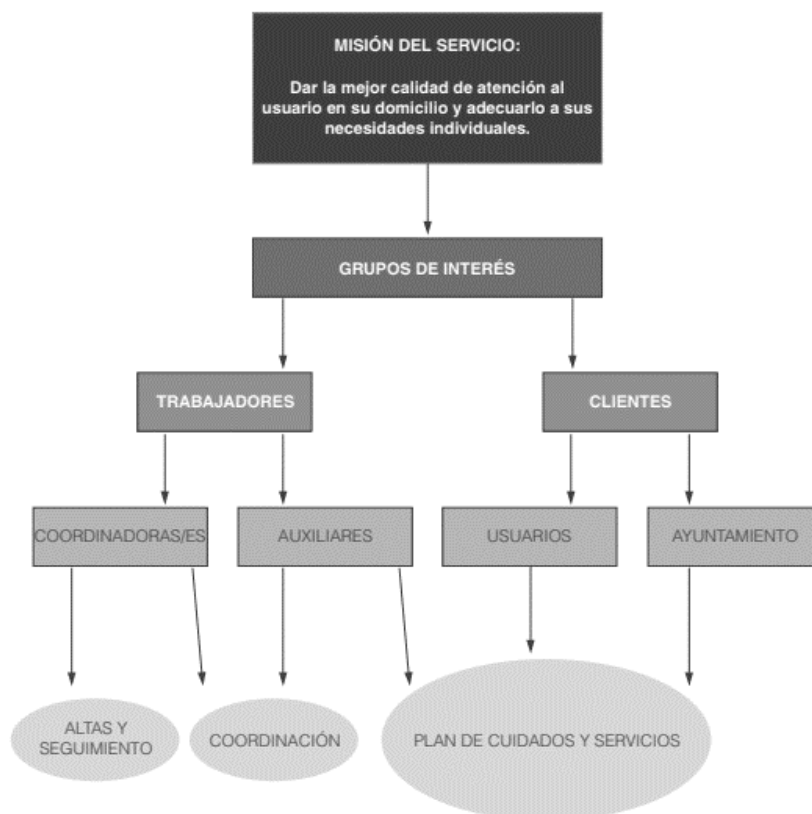 MISIÓN DEL SERVICIO:
Dar la mejor calidad de atención al
usuario en su domicilio y adecuarlo a sus
necesidades individuales.
GRUPOS DE INTERÉS
TRABAJADORES
CLIENTES
COORDINADORAS/ES
AUXILIARES
USUARIOS
AYUNTAMIENTO
ALTAS Y
SEGUIMIENTO
COORDINACIÓN
PLAN DE CUIDADOS Y SERVICIOS